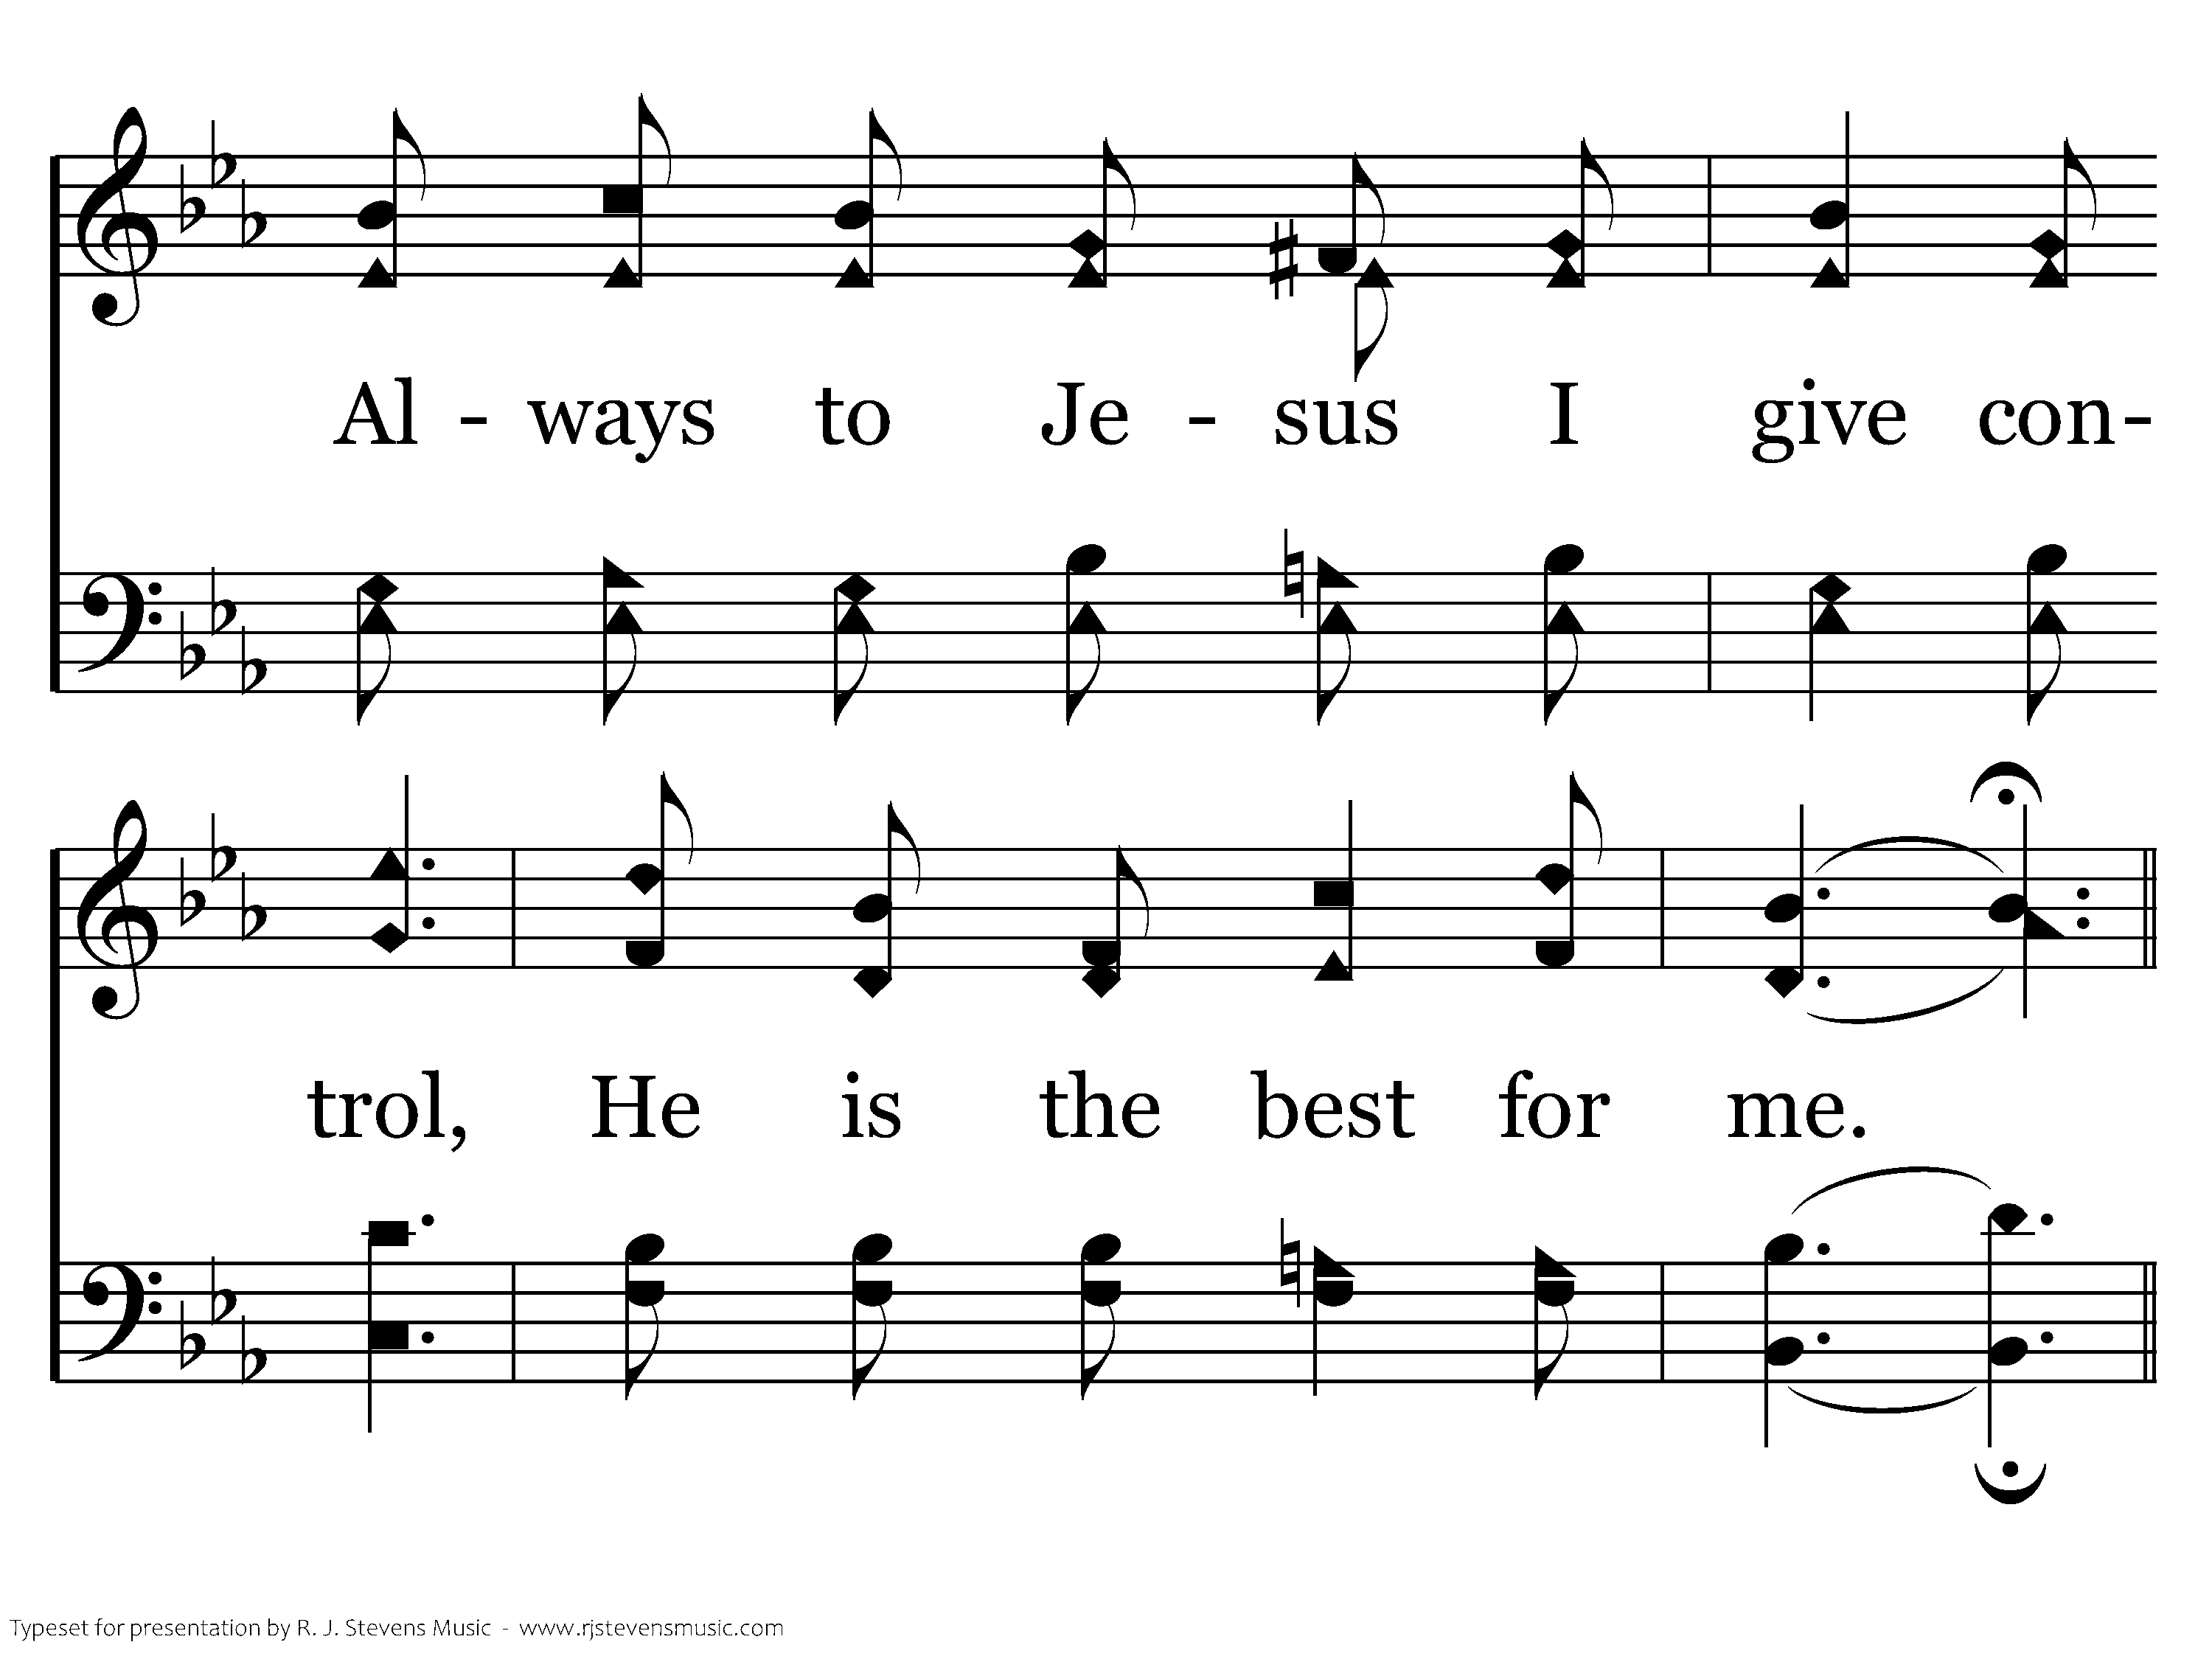 Al - ways to Je - sus I give con-
trol, He is the best for me.
Typeset for presentation by R. J. Stevens Music - www.rjstevensmusic.com